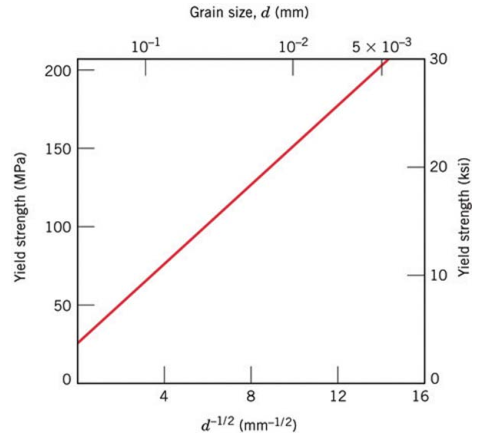 Grain size, d (mm)
10⁻¹ 10⁻² 5 × 10⁻³
200 30
150
20
100
10
50
0 0
4 8 12 16
d⁻¹/² (mm⁻¹/²)
Yield strength (MPa)
Yield strength (ksi)